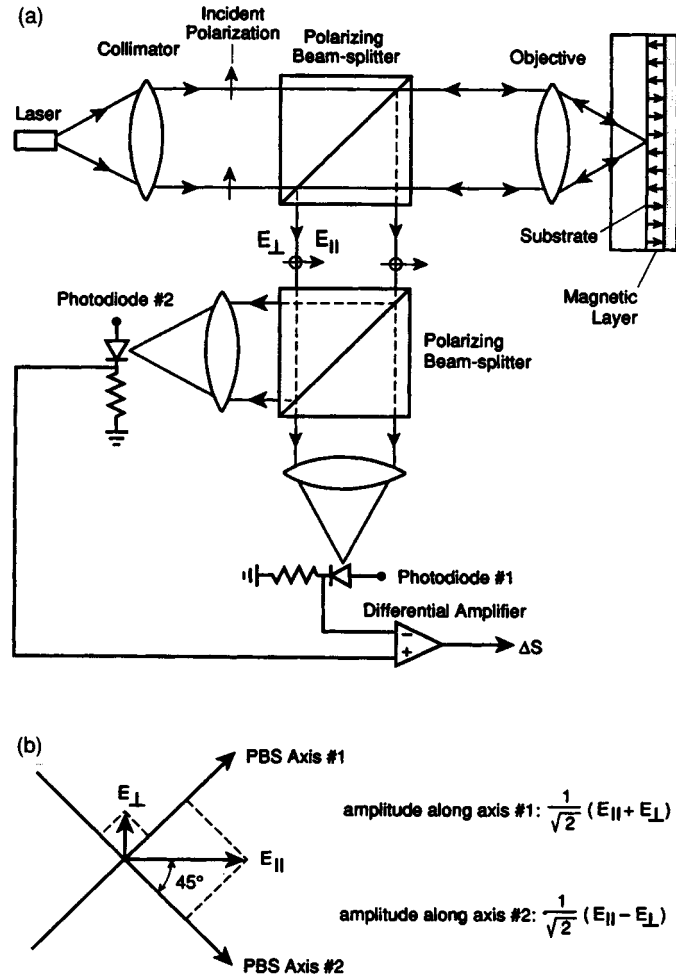 (a)
Incident
Polarization
Collimator
Polarizing
Beam-splitter
Objective
Laser
E⊥ E||
Substrate
Magnetic
Layer
Photodiode #2
Polarizing
Beam-splitter
Photodiode #1
Differential Amplifier
−
+
ΔS
(b)
PBS Axis #1
E⊥
amplitude along axis #1: 1/√2 (E|| + E⊥)
E||
45°
amplitude along axis #2: 1/√2 (E|| − E⊥)
PBS Axis #2